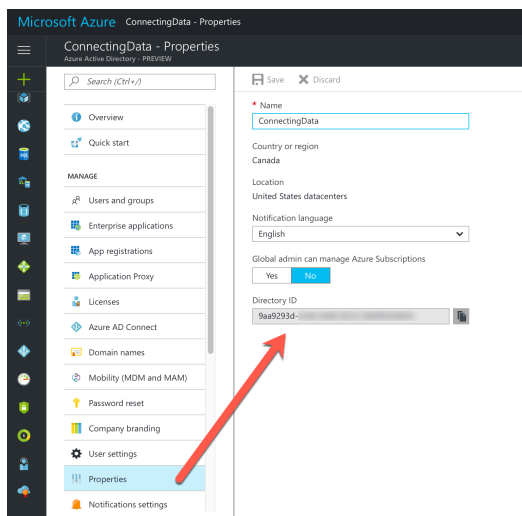 Microsoft Azure ConnectingData - Properties
ConnectingData - Properties
Azure Active Directory - PREVIEW
Search (Ctrl+/)
Overview
Quick start
MANAGE
Users and groups
Enterprise applications
App registrations
Application Proxy
Licenses
Azure AD Connect
Domain names
Mobility (MDM and MAM)
Password reset
Company branding
User settings
Properties
Notifications settings
Save Discard
* Name
ConnectingData
Country or region
Canada
Location
United States datacenters
Notification language
English
Global admin can manage Azure Subscriptions
Yes No
Directory ID
9aa9293d-